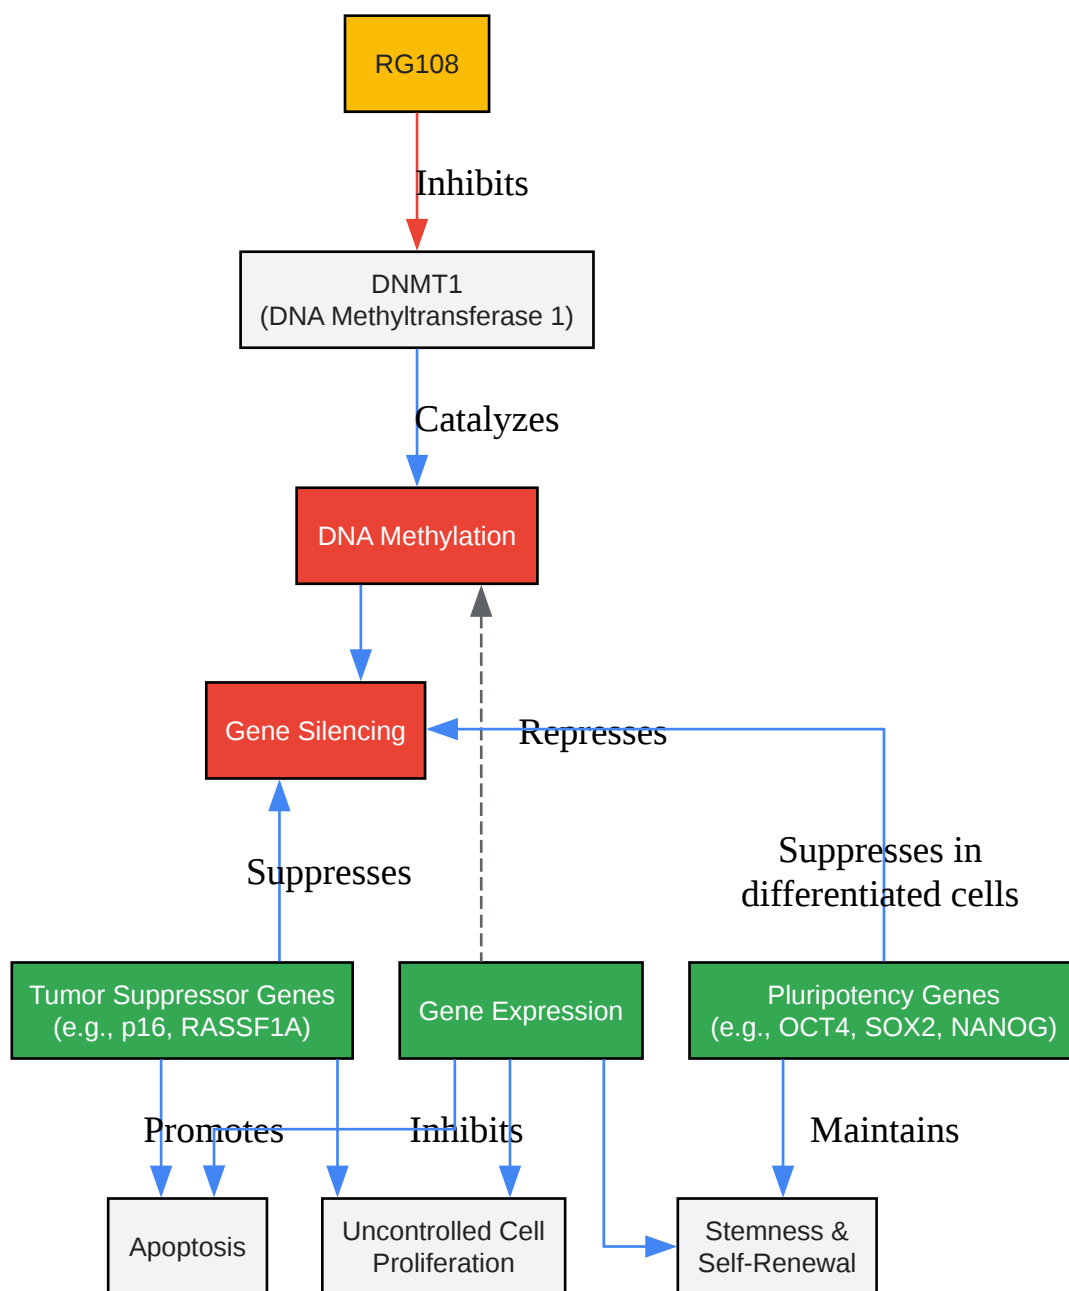 RG108
Inhibits
DNMT1
(DNA Methyltransferase 1)
Catalyzes
DNA Methylation
Gene Silencing
Represses
Suppresses
Suppresses in
differentiated cells
Tumor Suppressor Genes
(e.g., p16, RASSF1A)
Gene Expression
Pluripotency Genes
(e.g., OCT4, SOX2, NANOG)
Promotes
Inhibits
Maintains
Apoptosis
Uncontrolled Cell
Proliferation
Stemness &
Self-Renewal